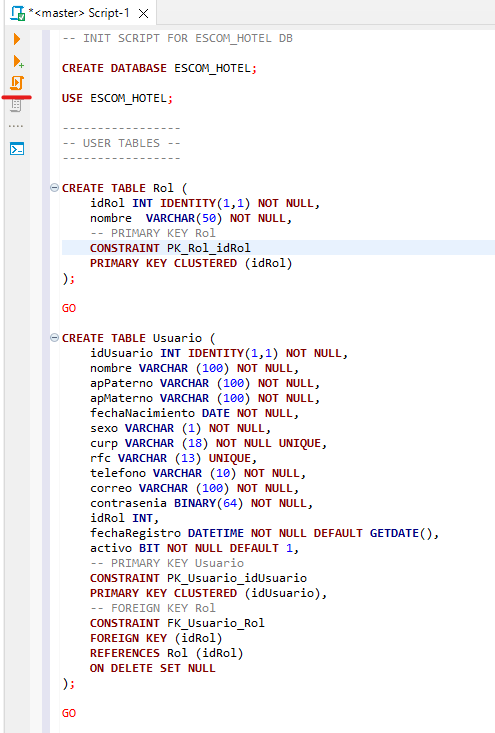 *<master> Script-1
-- INIT SCRIPT FOR ESCOM_HOTEL DB
CREATE DATABASE ESCOM_HOTEL;
USE ESCOM_HOTEL;
-----------------
-- USER TABLES --
-----------------
CREATE TABLE Rol (
idRol INT IDENTITY(1,1) NOT NULL,
nombre  VARCHAR(50) NOT NULL,
-- PRIMARY KEY Rol
CONSTRAINT PK_Rol_idRol
PRIMARY KEY CLUSTERED (idRol)
);
GO
CREATE TABLE Usuario (
idUsuario INT IDENTITY(1,1) NOT NULL,
nombre VARCHAR (100) NOT NULL,
apPaterno VARCHAR (100) NOT NULL,
apMaterno VARCHAR (100) NOT NULL,
fechaNacimiento DATE NOT NULL,
sexo VARCHAR (1) NOT NULL,
curp VARCHAR (18) NOT NULL UNIQUE,
rfc VARCHAR (13) UNIQUE,
telefono VARCHAR (10) NOT NULL,
correo VARCHAR (100) NOT NULL,
contrasenia BINARY(64) NOT NULL,
idRol INT,
fechaRegistro DATETIME NOT NULL DEFAULT GETDATE(),
activo BIT NOT NULL DEFAULT 1,
-- PRIMARY KEY Usuario
CONSTRAINT PK_Usuario_idUsuario
PRIMARY KEY CLUSTERED (idUsuario),
-- FOREIGN KEY Rol
CONSTRAINT FK_Usuario_Rol
FOREIGN KEY (idRol)
REFERENCES Rol (idRol)
ON DELETE SET NULL
);
GO